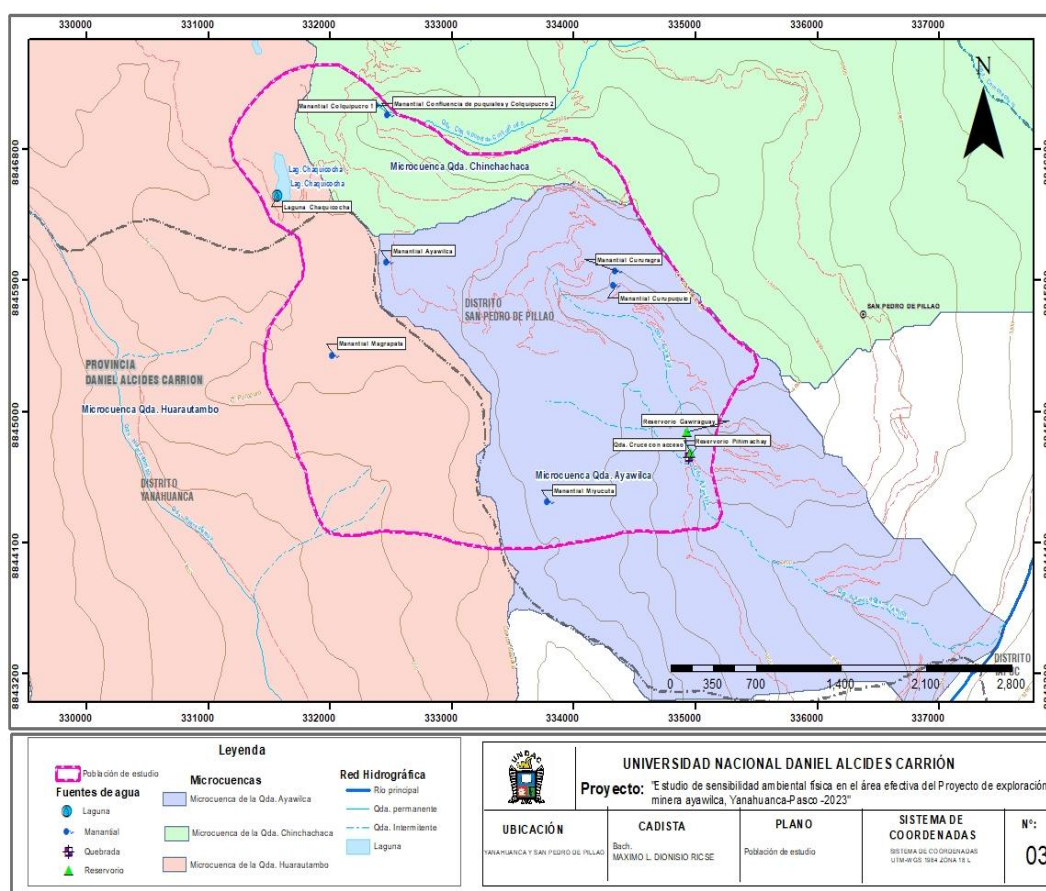 330000 331000 332000 333000 334000 335000 336000 337000
N
8846800
8846800
Manantial Colquipucro 1
Manantial Confluencia de puquiales y Colquipucro 2
Microcuenca Qda. Chinchachaca
Lag. Chaquicocha
Lag. Chaquicocha
Laguna Chaquicocha
Manantial Ayawilca
Manantial Cururagra
8845900
Manantial Curupuquio
DISTRITO
SAN PEDRO DE PILLAO
SAN PEDRO DE PILLAO
Manantial Magrapata
PROVINCIA
DANIEL ALCIDES CARRION
Microcuenca Qda. Huarautambo
8845000
Reservorio Gawiraguay
Qda. Cruce con acceso
Reservorio Pitimachay
Microcuenca Qda. Ayawilca
DISTRITO
YANAHUANCA
Manantial Miyucuta
8844100
DISTRITO
8843200
0 350 700 1,400 2,100 2,800
330000 331000 332000 333000 334000 335000 336000 337000
Leyenda
Población de estudio
Fuentes de agua
Laguna
Manantial
Quebrada
Reservorio
Microcuencas
Microcuenca de la Qda. Ayawilca
Microcuenca de la Qda. Chinchachaca
Microcuenca de la Qda. Huarautambo
Red Hidrográfica
Río principal
Qda. permanente
Qda. Intermitente
Laguna
UNDAC
UNIVERSIDAD NACIONAL DANIEL ALCIDES CARRIÓN
Proyecto: "Estudio de sensibilidad ambiental física en el área efectiva del Proyecto de exploración
minera ayawilca, Yanahuanca-Pasco -2023"
UBICACIÓN
YANAHUANCA Y SAN PEDRO DE PILLAO
CADISTA
Bach.
MAXIMO L. DIONISIO RICSE
PLANO
Población de estudio
SISTEMA DE
COORDENADAS
SISTEMA DE COORDENADAS
UTM-WGS 1984 ZONA 18 L
N°:
03